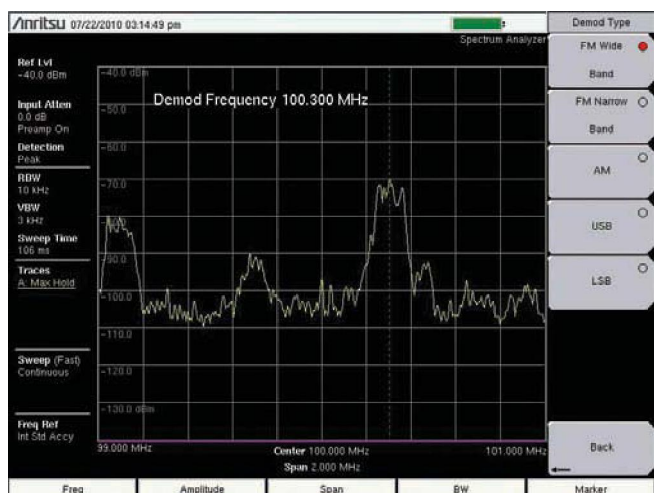 Anritsu 07/22/2010 03:14:49 pm
Spectrum Analyzer
Ref Lvl
-40.0 dBm
Input Atten
0.0 dB
Preamp On
Detection
Peak
RBW
10 kHz
VBW
3 kHz
Sweep Time
106 ms
Traces
A: Max Hold
Sweep (Fast)
Continuous
Freq Ref
Int Std Accy
-40.0 dBm
Demod Frequency 100.300 MHz
-50.0
-60.0
-70.0
-90.0
-100.0
-110.0
-120.0
-130.0 dBm
99.000 MHz
Center 100.000 MHz
101.000 MHz
Span 2.000 MHz
Demod Type
FM Wide
Band
FM Narrow
Band
AM
USB
LSB
Back
Freq
Amplitude
Span
BW
Marker